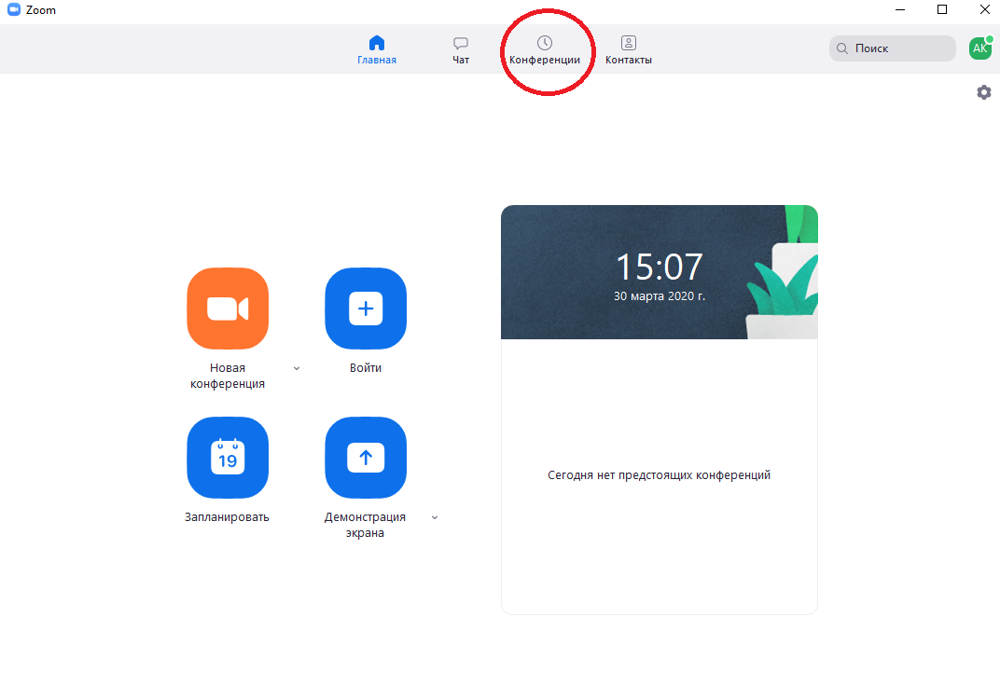 Zoom
Главная
Чат
Конференции
Контакты
Поиск
AK
15:07
30 марта 2020 г.
Новая
конференция
Войти
19
Запланировать
Демонстрация
экрана
Сегодня нет предстоящих конференций